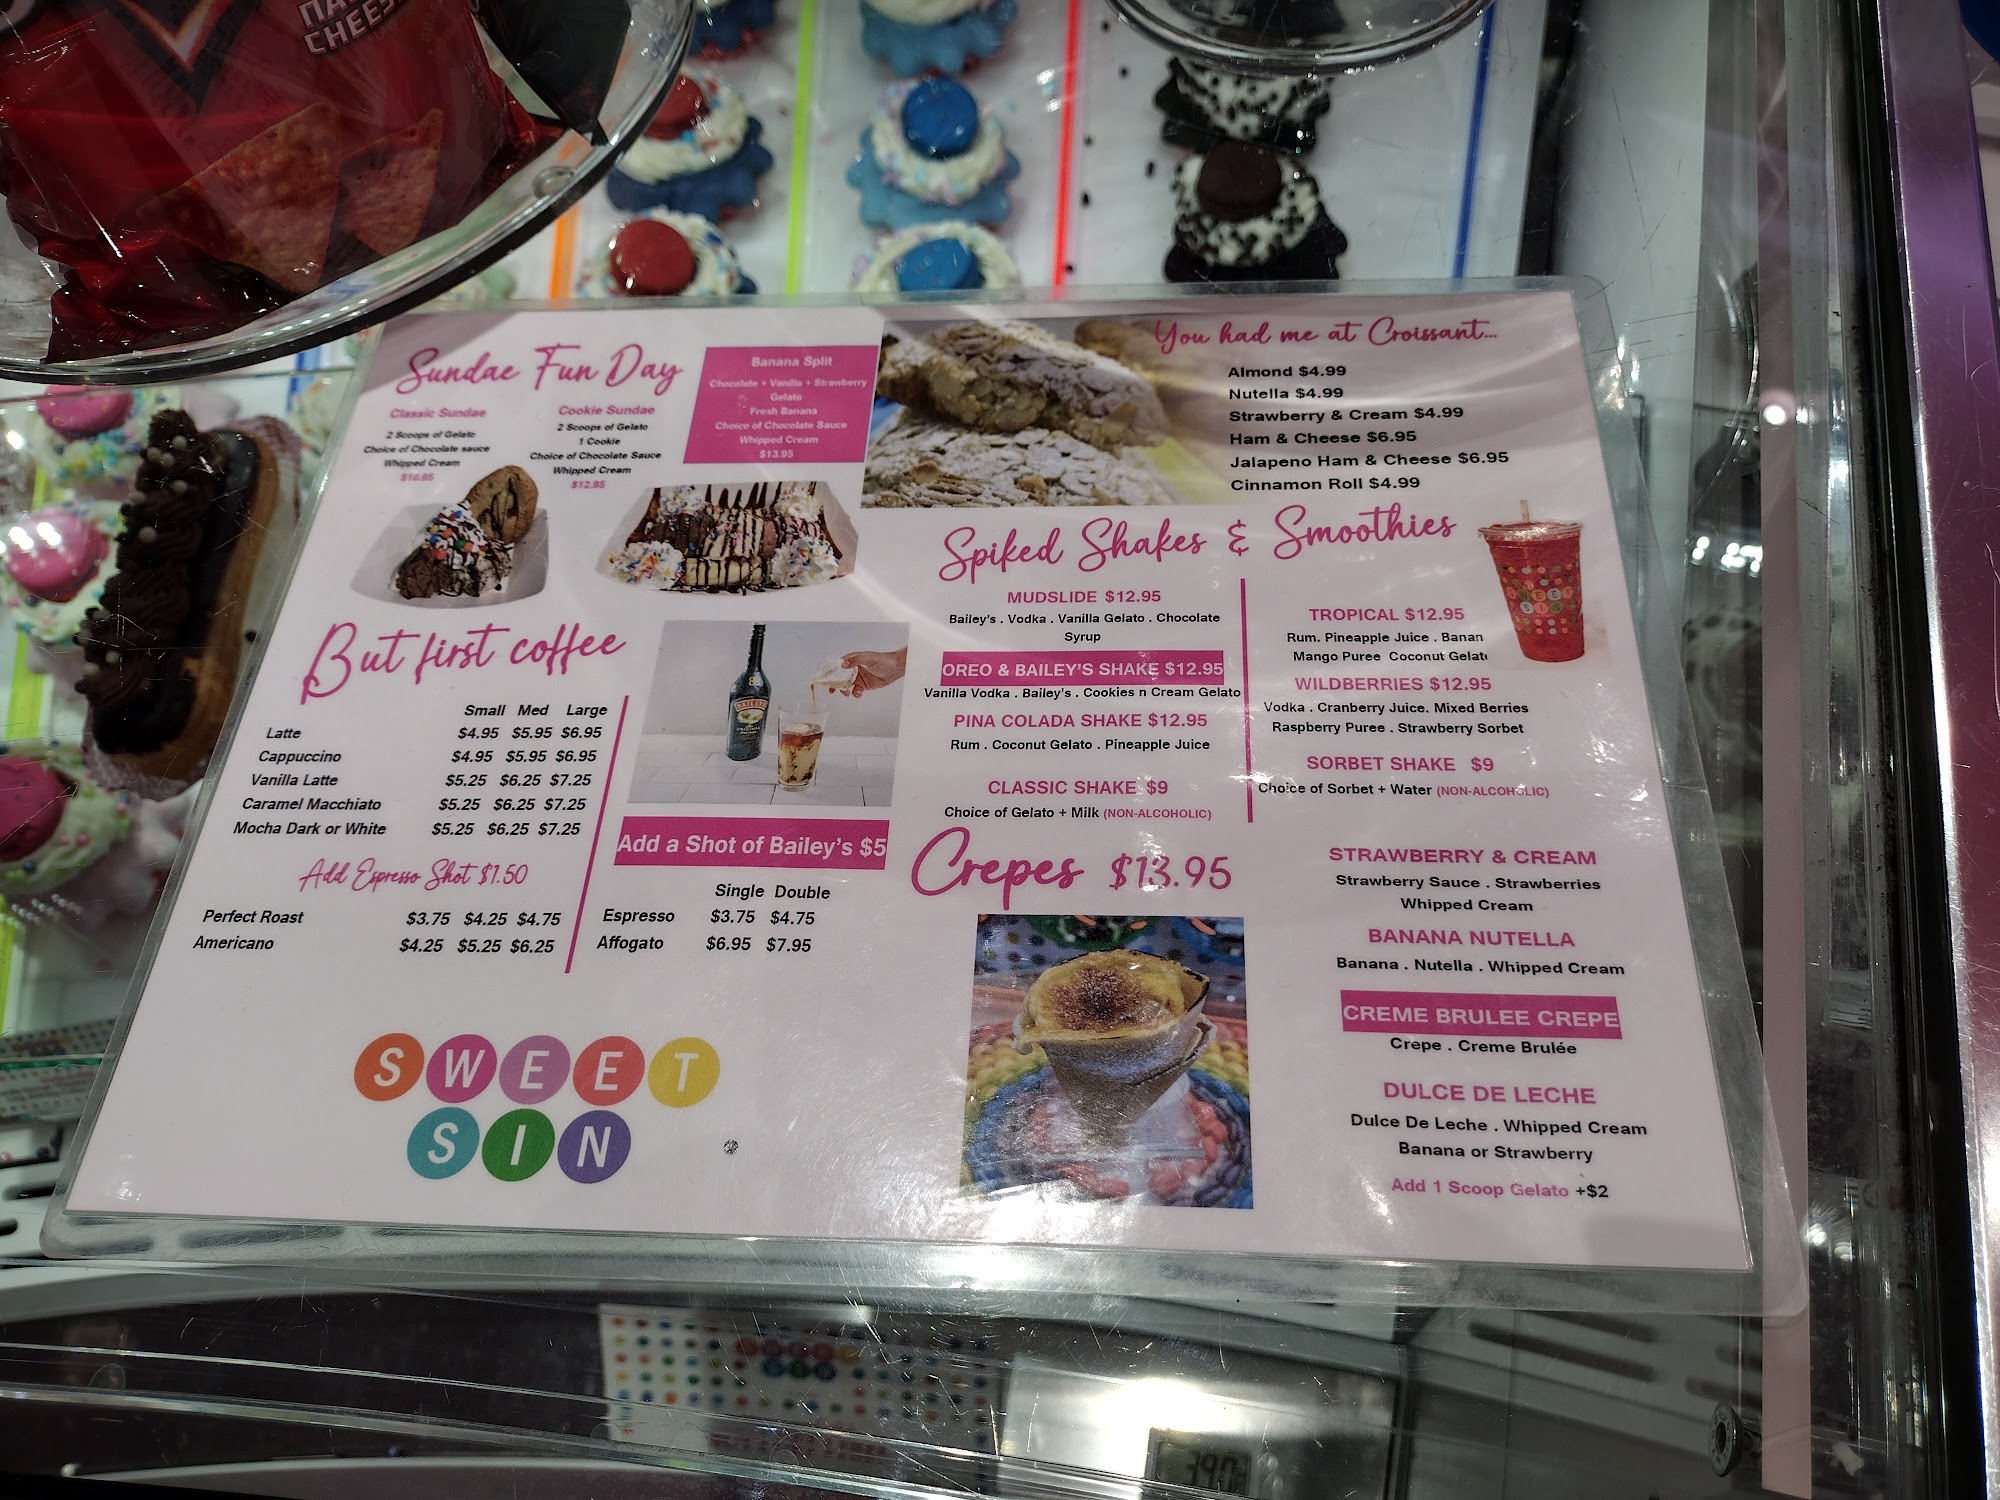 NAC
CHEES
Sundae Fun Day
Classic Sundae
2 Scoops of Gelato
Choice of Chocolate sauce
Whipped Cream
$10.95
Cookie Sundae
2 Scoops of Gelato
1 Cookie
Choice of Chocolate Sauce
Whipped Cream
$12.95
Banana Split
Chocolate + Vanilla + Strawberry
Gelato
Fresh Banana
Choice of Chocolate Sauce
Whipped Cream
$13.95
You had me at Croissant...
Almond $4.99
Nutella $4.99
Strawberry & Cream $4.99
Ham & Cheese $6.95
Jalapeno Ham & Cheese $6.95
Cinnamon Roll $4.99
But first coffee
Small Med Large
Latte $4.95 $5.95 $6.95
Cappuccino $4.95 $5.95 $6.95
Vanilla Latte $5.25 $6.25 $7.25
Caramel Macchiato $5.25 $6.25 $7.25
Mocha Dark or White $5.25 $6.25 $7.25
Add Espresso Shot $1.50
Perfect Roast $3.75 $4.25 $4.75
Americano $4.25 $5.25 $6.25
BAILEYS
Add a Shot of Bailey's $5
Single Double
Espresso $3.75 $4.75
Affogato $6.95 $7.95
Spiked Shakes & Smoothies
MUDSLIDE $12.95
Bailey's . Vodka . Vanilla Gelato . Chocolate
Syrup
OREO & BAILEY'S SHAKE $12.95
Vanilla Vodka . Bailey's . Cookies n Cream Gelato
PINA COLADA SHAKE $12.95
Rum . Coconut Gelato . Pineapple Juice
CLASSIC SHAKE $9
Choice of Gelato + Milk (NON-ALCOHOLIC)
TROPICAL $12.95
Rum. Pineapple Juice . Banan
Mango Puree Coconut Gelat
WILDBERRIES $12.95
Vodka . Cranberry Juice. Mixed Berries
Raspberry Puree . Strawberry Sorbet
SORBET SHAKE $9
Choice of Sorbet + Water (NON-ALCOHOLIC)
SWEET
SIN
Crepes $13.95
STRAWBERRY & CREAM
Strawberry Sauce . Strawberries
Whipped Cream
BANANA NUTELLA
Banana . Nutella . Whipped Cream
CREME BRULEE CREPE
Crepe . Creme Brulée
DULCE DE LECHE
Dulce De Leche . Whipped Cream
Banana or Strawberry
Add 1 Scoop Gelato +$2
SWEET
SIN
390